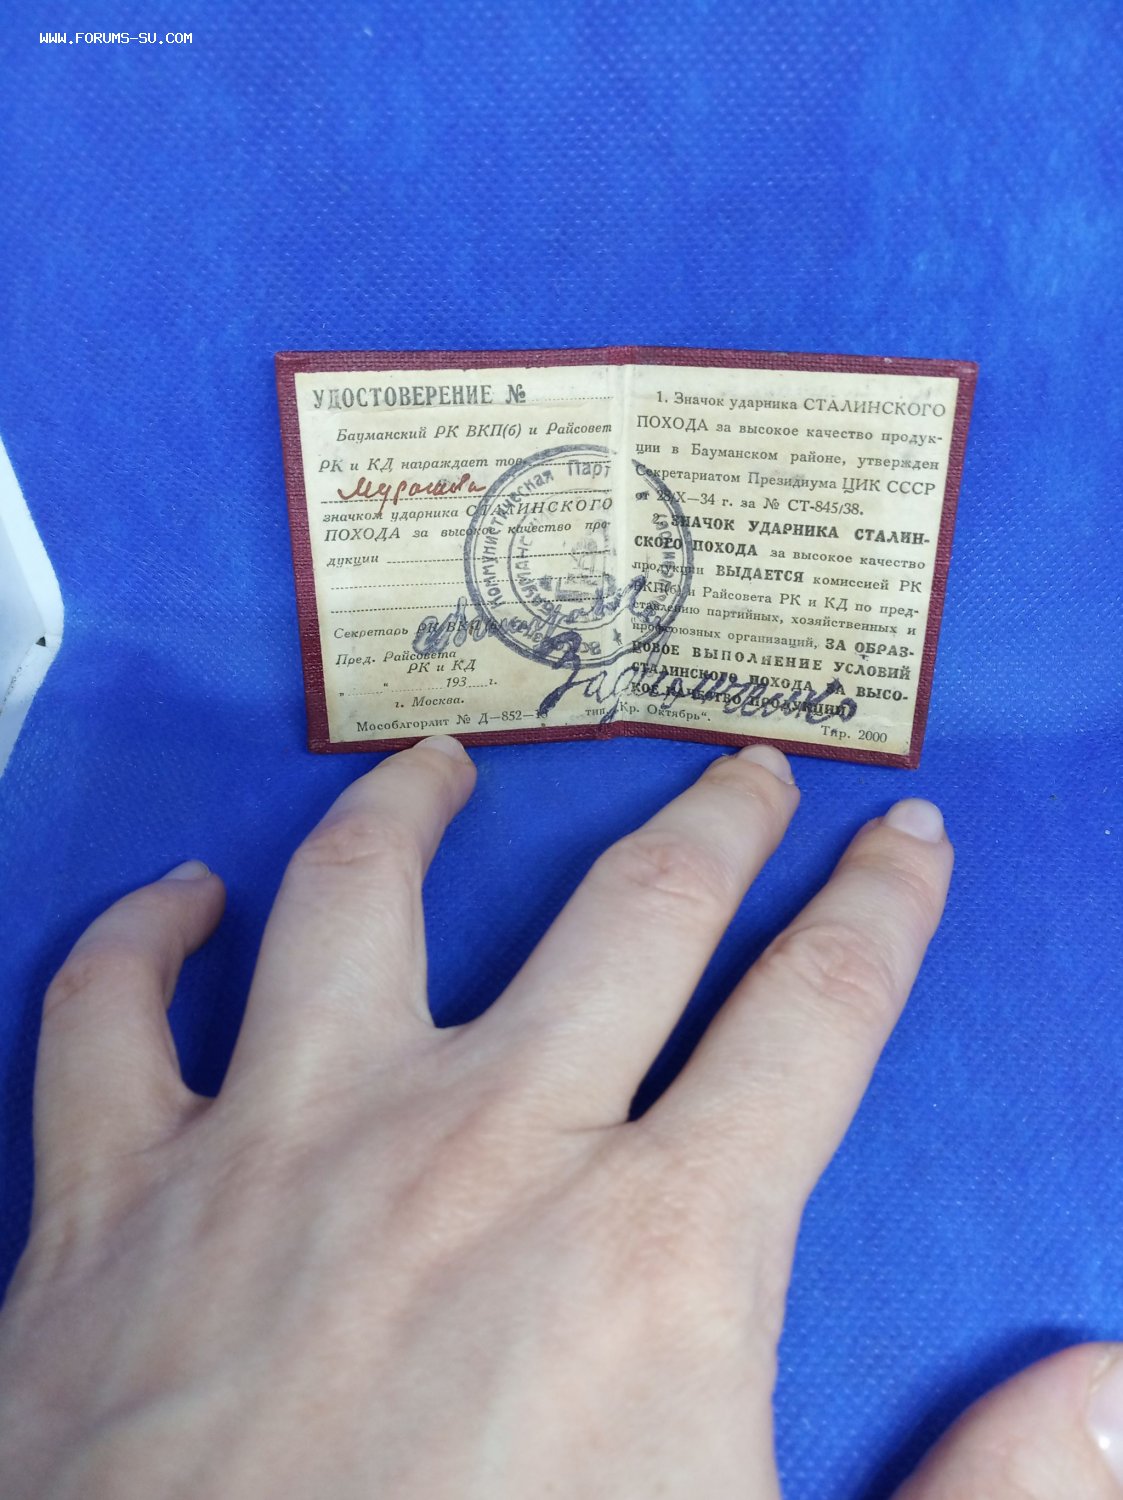 WWW.FORUMS-SU.COM
УДОСТОВЕРЕНИЕ №
Бауманский РК ВКП(б) и Райсовет
РК и КД награждает тов.
значком ударника СТАЛИНСКОГО
ПОХОДА за высокое качество про-
дукции
Секретарь РК ВКП(б)
Пред. Райсовета
РК и КД
„ “ 193 г.
г. Москва.
Мособлгорлит № Д—852—
1. Значок ударника СТАЛИНСКОГО
ПОХОДА за высокое качество продук-
ции в Бауманском районе, утвержден
Секретариатом Президиума ЦИК СССР
от 28/X—34 г. за № СТ-845/38.
2. ЗНАЧОК УДАРНИКА СТАЛИН-
СКОГО ПОХОДА за высокое качество
продукции ВЫДАЕТСЯ комиссией РК
ВКП(б) и Райсовета РК и КД по пред-
ставлению партийных, хозяйственных и
профсоюзных организаций, ЗА ОБРАЗ-
ЦОВОЕ ВЫПОЛНЕНИЕ УСЛОВИЙ
СТАЛИНСКОГО ПОХОДА ЗА ВЫСО-
КОЕ КАЧЕСТВО ПРОДУКЦИИ.
тип. „Кр. Октябрь“.
Тир. 2000
Коммунистическая Парт